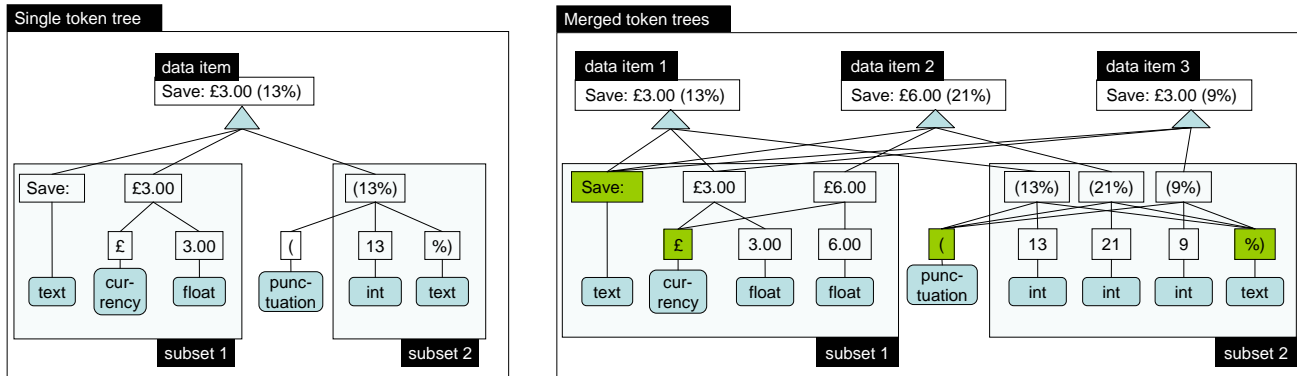 Single token tree
data item
Save: £3.00 (13%)
Save:
£3.00
(13%)
£
3.00
(
13
%)
text
cur-
rency
float
punc-
tuation
int
text
subset 1
subset 2
Merged token trees
data item 1
data item 2
data item 3
Save: £3.00 (13%)
Save: £6.00 (21%)
Save: £3.00 (9%)
Save:
£3.00
£6.00
(13%)
(21%)
(9%)
£
3.00
6.00
(
13
21
9
%)
text
cur-
rency
float
float
punc-
tuation
int
int
int
text
subset 1
subset 2